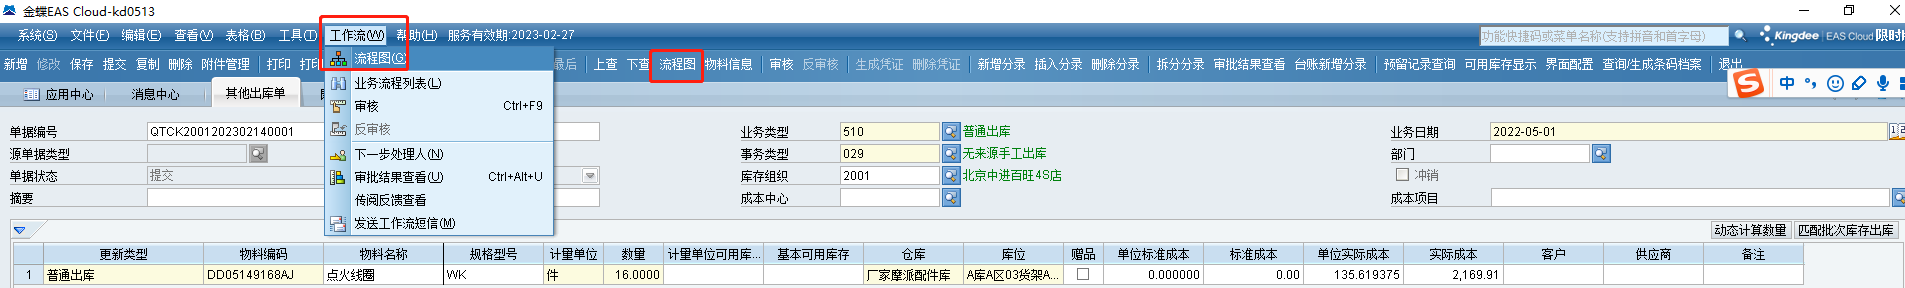 金蝶EAS Cloud-kd0513
系统(S) 文件(F) 编辑(E) 查看(V) 表格(B) 工具(T) 工作流(W) 帮助(H) 服务有效期:2023-02-27 功能快捷码或菜单名称(支持拼音和首字母) Kingdee | EAS Cloud 限时
新增 修改 保存 提交 复制 删除 附件管理 打印 打印 最后 上查 下查 流程图 物料信息 审核 反审核 生成凭证 删除凭证 新增分录 插入分录 删除分录 拆分分录 审批结果查看 台账新增分录 预留记录查询 可用库存显示 界面配置 查询/生成条码档案 退出
流程图(G)
业务流程列表(L)
审核 Ctrl+F9
反审核
下一步处理人(N)
审批结果查看(U) Ctrl+Alt+U
传阅反馈查看
发送工作流短信(M)
S 中
应用中心 消息中心 其他出库单
单据编号 QTCK2001202302140001 业务类型 510 普通出库 业务日期 2022-05-01
源单据类型 事务类型 029 无来源手工出库 部门
单据状态 提交 库存组织 2001 北京中进百旺4S店 冲销
摘要 成本中心 成本项目
动态计算数量 匹配批次库存出库
更新类型 物料编码 物料名称 规格型号 计量单位 数量 计量单位可用库... 基本可用库存 仓库 库位 赠品 单位标准成本 标准成本 单位实际成本 实际成本 客户 供应商 备注
1 普通出库 DD05149168AJ 点火线圈 WK 件 16.0000 厂家摩派配件库 A库A区03货架A... 0.000000 0.00 135.619375 2,169.91